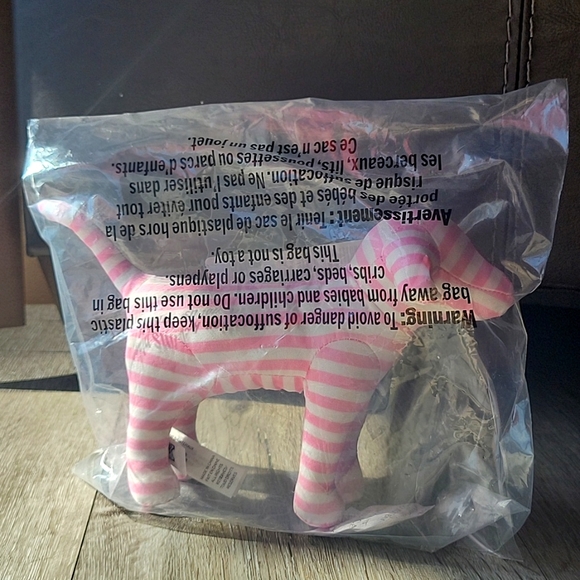 Warning: To avoid danger of suffocation, keep this plastic
bag away from babies and children. Do not use this bag in
cribs, beds, carriages or playpens.
This bag is not a toy.
Avertissement : Tenir le sac de plastique hors de la
portée des bébés et des enfants pour éviter tout
risque de suffocation. Ne pas l'utiliser dans
les berceaux, lits, poussettes ou parcs d'enfants.
Ce sac n'est pas un jouet.